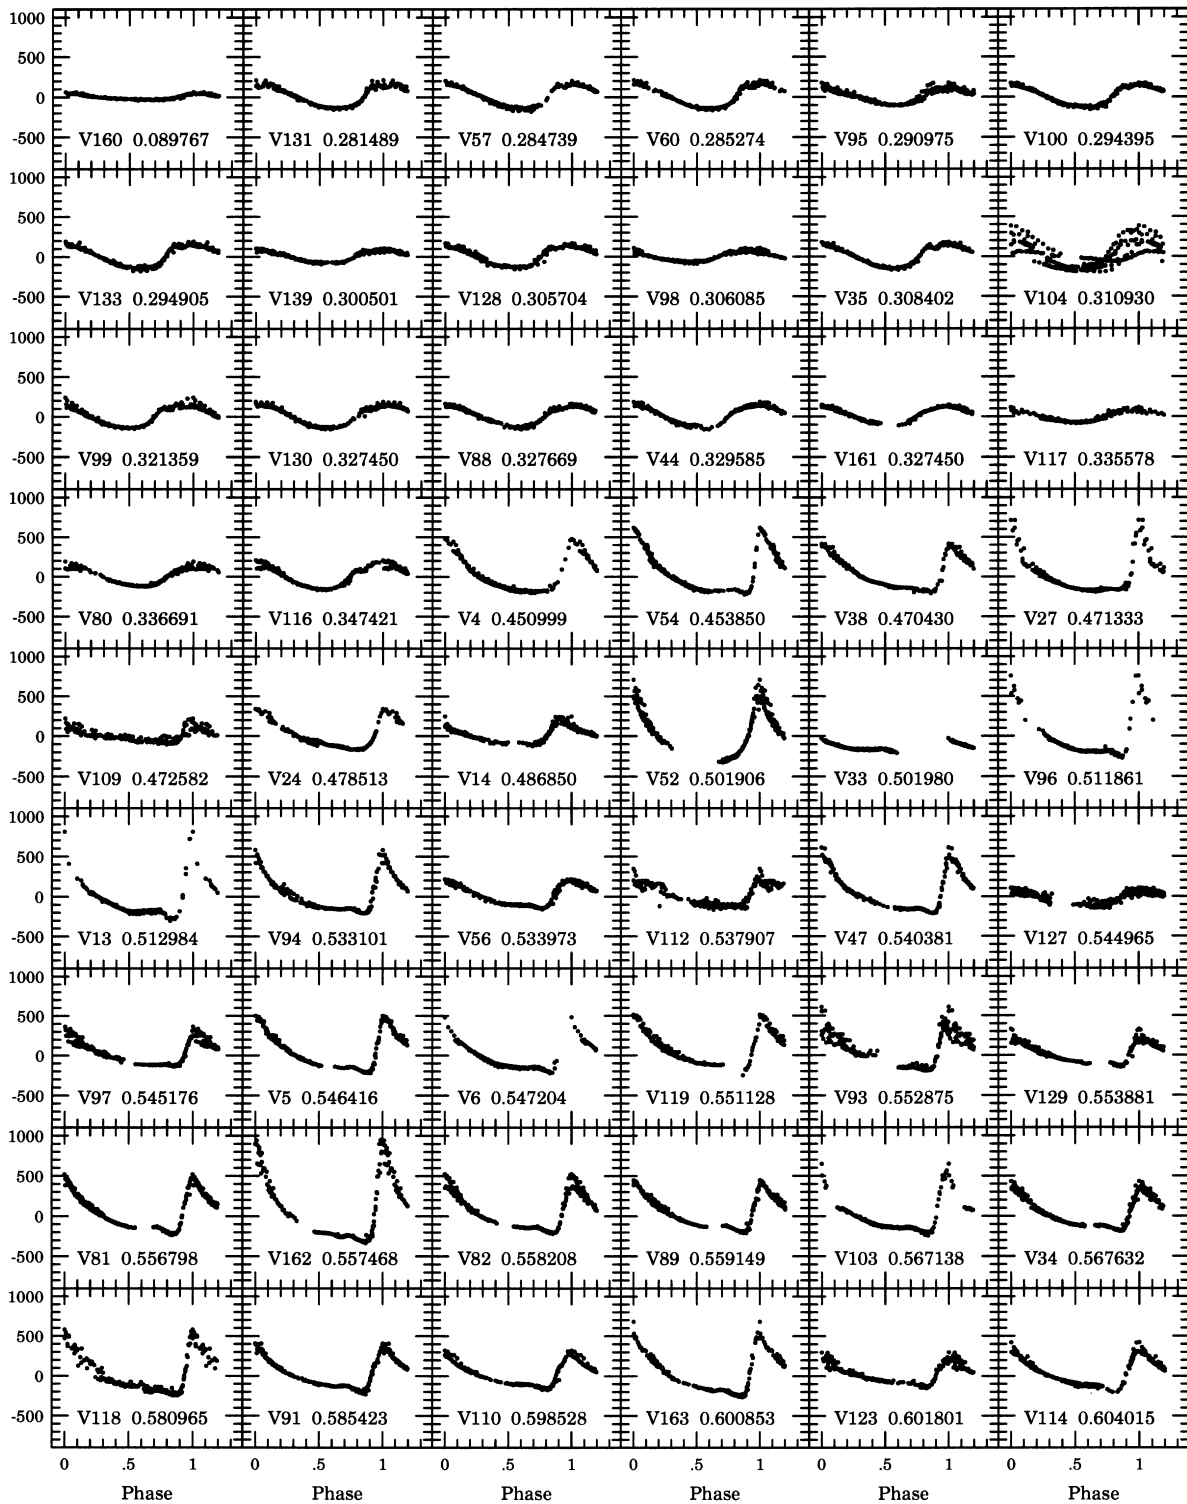 1000
500
0
-500
V160 0.089767
V131 0.281489
V57 0.284739
V60 0.285274
V95 0.290975
V100 0.294395
1000
500
0
-500
V133 0.294905
V139 0.300501
V128 0.305704
V98 0.306085
V35 0.308402
V104 0.310930
500
0
-500
V99 0.321359
V130 0.327450
V88 0.327669
V44 0.329585
V161 0.327450
V117 0.335578
1000
500
0
-500
V80 0.336691
V116 0.347421
V4 0.450999
V54 0.453850
V38 0.470430
V27 0.471333
1000
500
0
-500
V109 0.472582
V24 0.478513
V14 0.486850
V52 0.501906
V33 0.501980
V96 0.511861
1000
500
0
-500
V13 0.512984
V94 0.533101
V56 0.533973
V112 0.537907
V47 0.540381
V127 0.544965
1000
500
0
-500
V97 0.545176
V5 0.546416
V6 0.547204
V119 0.551128
V93 0.552875
V129 0.553881
1000
500
0
-500
V81 0.556798
V162 0.557468
V82 0.558208
V89 0.559149
V103 0.567138
V34 0.567632
1000
500
0
-500
V118 0.580965
V91 0.585423
V110 0.598528
V163 0.600853
V123 0.601801
V114 0.604015
0 .5 1
0 .5 1
0 .5 1
0 .5 1
0 .5 1
0 .5 1
Phase
Phase
Phase
Phase
Phase
Phase